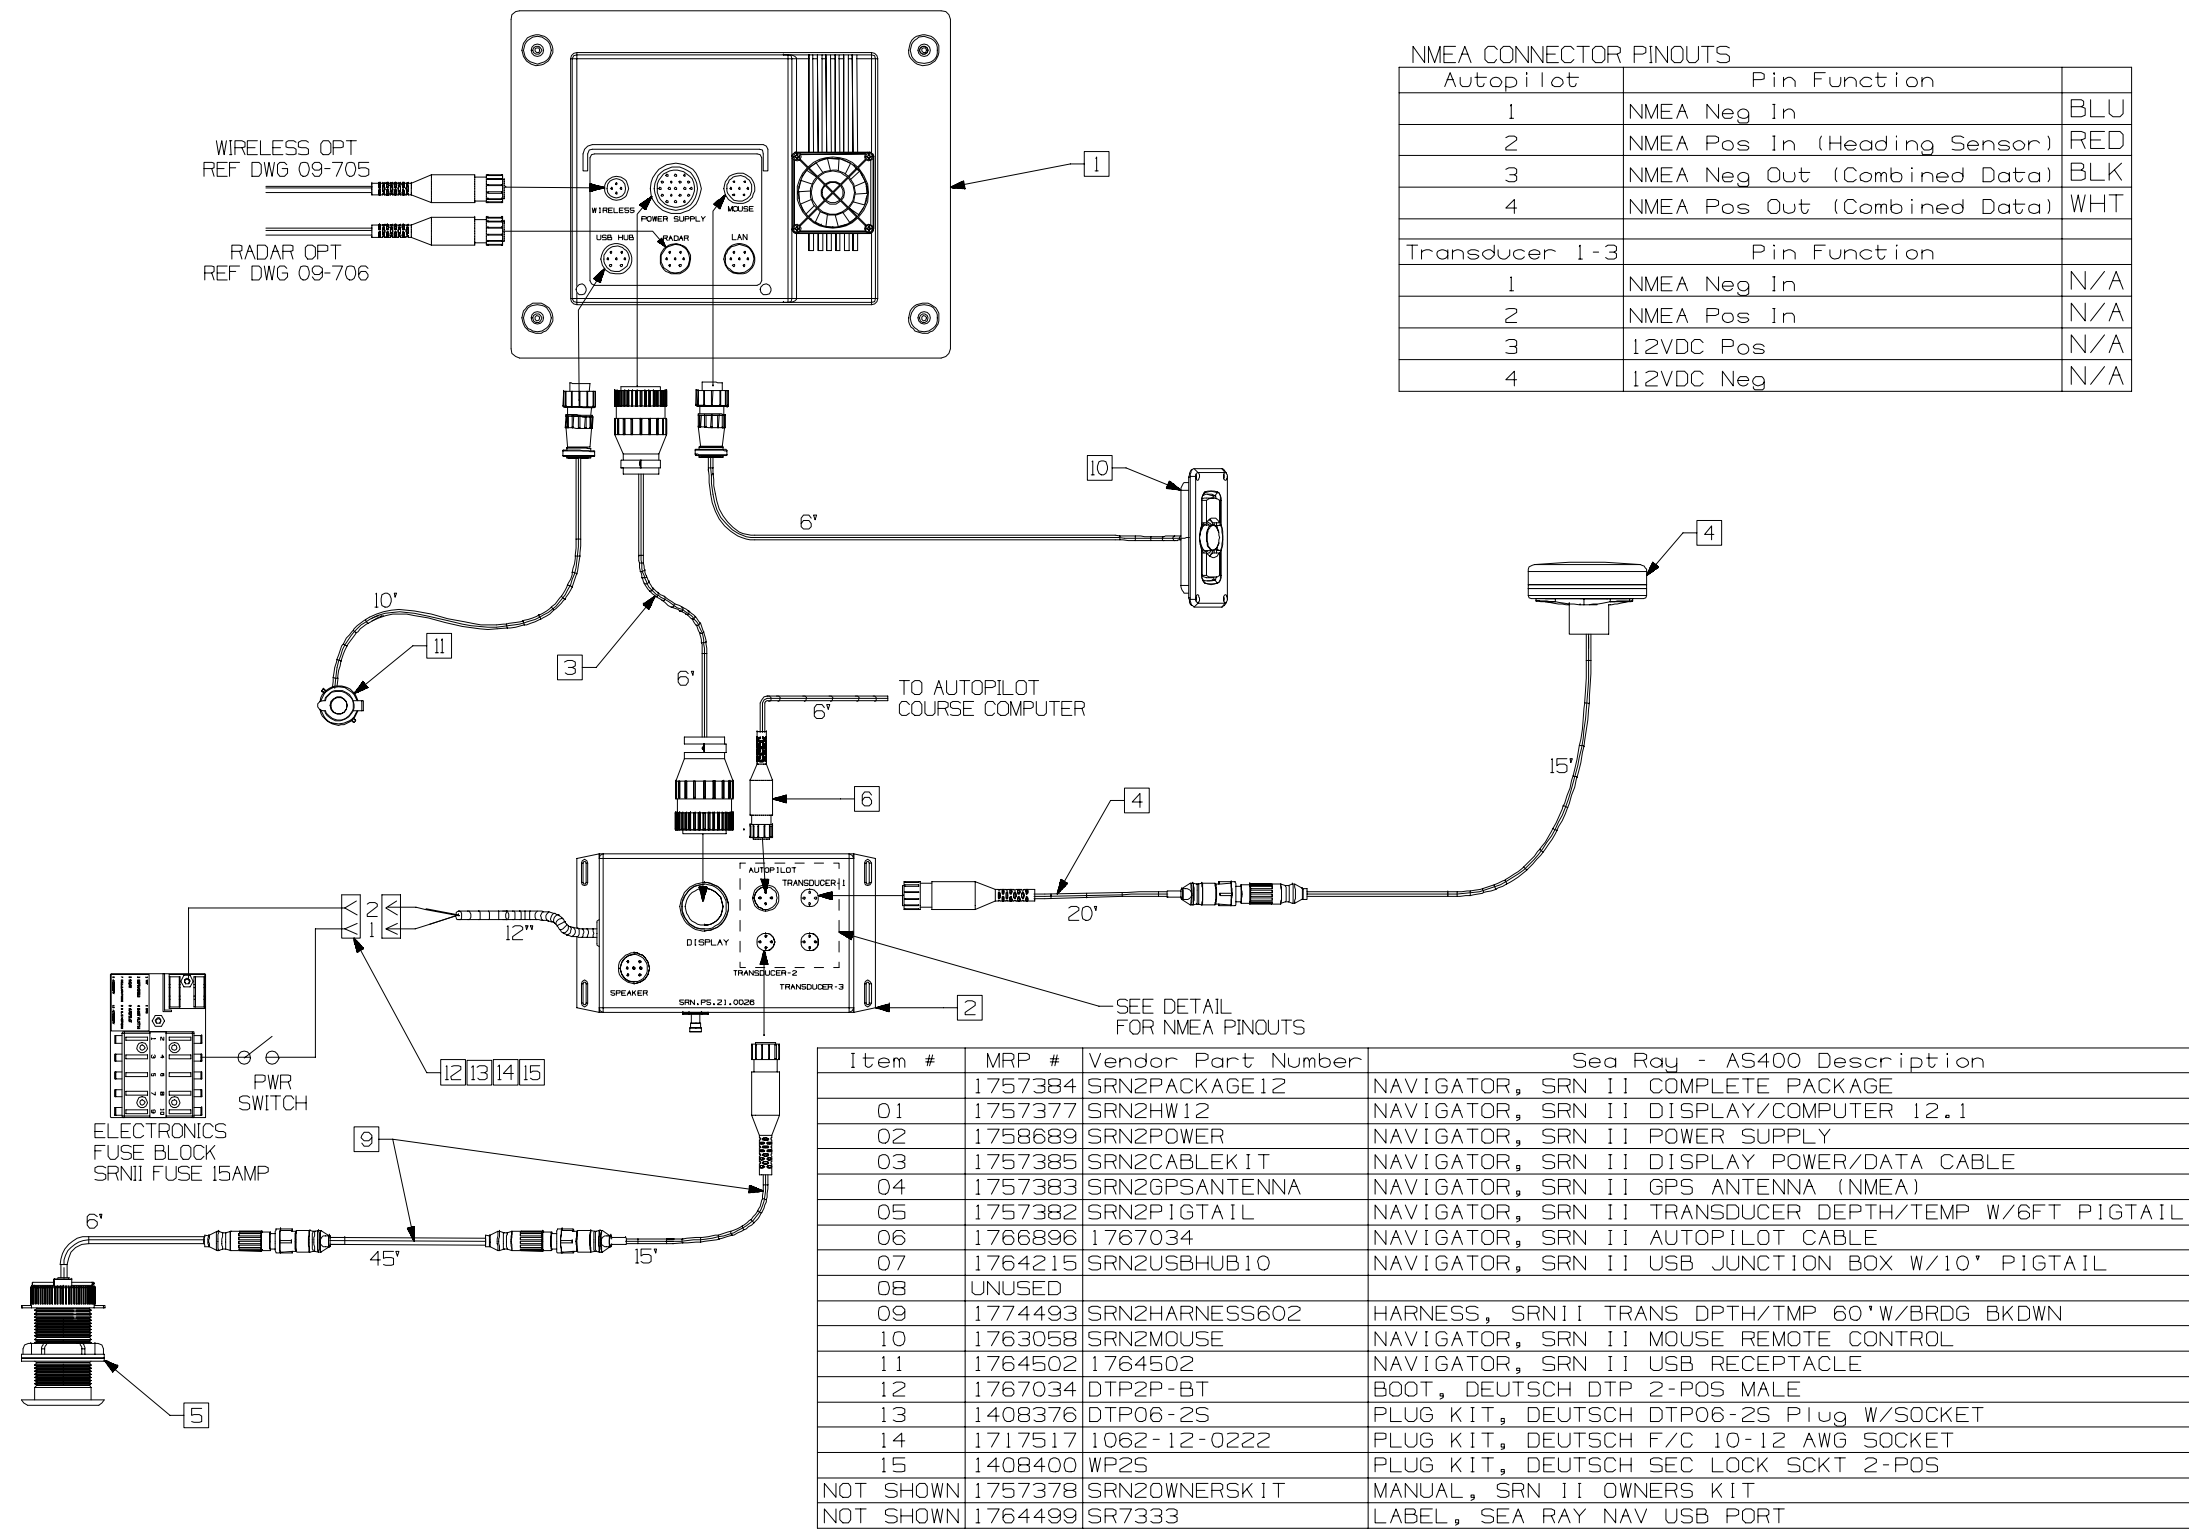 NMEA CONNECTOR PINOUTS
Autopilot Pin Function
1 NMEA Neg In BLU
2 NMEA Pos In (Heading Sensor) RED
3 NMEA Neg Out (Combined Data) BLK
4 NMEA Pos Out (Combined Data) WHT
Transducer 1-3 Pin Function
1 NMEA Neg In N/A
2 NMEA Pos In N/A
3 12VDC Pos N/A
4 12VDC Neg N/A
WIRELESS OPT
REF DWG 09-705
RADAR OPT
REF DWG 09-706
WIRELESS
POWER SUPPLY
MOUSE
USB HUB
RADAR
LAN
1
10
6'
4
10'
11
3
6'
TO AUTOPILOT
COURSE COMPUTER
6'
15'
6
4
20'
AUTOPILOT
TRANSDUCER-1
DISPLAY
TRANSDUCER-2
TRANSDUCER-3
SPEAKER
SRN.PS.21.0026
2
1
12"
2
SEE DETAIL
FOR NMEA PINOUTS
12 13 14 15
PWR
SWITCH
ELECTRONICS
FUSE BLOCK
SRNII FUSE 15AMP
9
6'
45'
15'
5
Item # MRP # Vendor Part Number Sea Ray - AS400 Description
1757384 SRN2PACKAGE12 NAVIGATOR, SRN II COMPLETE PACKAGE
01 1757377 SRN2HW12 NAVIGATOR, SRN II DISPLAY/COMPUTER 12.1
02 1758689 SRN2POWER NAVIGATOR, SRN II POWER SUPPLY
03 1757385 SRN2CABLEKIT NAVIGATOR, SRN II DISPLAY POWER/DATA CABLE
04 1757383 SRN2GPSANTENNA NAVIGATOR, SRN II GPS ANTENNA (NMEA)
05 1757382 SRN2PIGTAIL NAVIGATOR, SRN II TRANSDUCER DEPTH/TEMP W/6FT PIGTAIL
06 1766896 1767034 NAVIGATOR, SRN II AUTOPILOT CABLE
07 1764215 SRN2USBHUB10 NAVIGATOR, SRN II USB JUNCTION BOX W/10' PIGTAIL
08 UNUSED
09 1774493 SRN2HARNESS602 HARNESS, SRNII TRANS DPTH/TMP 60'W/BRDG BKDWN
10 1763058 SRN2MOUSE NAVIGATOR, SRN II MOUSE REMOTE CONTROL
11 1764502 1764502 NAVIGATOR, SRN II USB RECEPTACLE
12 1767034 DTP2P-BT BOOT, DEUTSCH DTP 2-POS MALE
13 1408376 DTP06-2S PLUG KIT, DEUTSCH DTP06-2S Plug W/SOCKET
14 1717517 1062-12-0222 PLUG KIT, DEUTSCH F/C 10-12 AWG SOCKET
15 1408400 WP2S PLUG KIT, DEUTSCH SEC LOCK SCKT 2-POS
NOT SHOWN 1757378 SRN2OWNERSKIT MANUAL, SRN II OWNERS KIT
NOT SHOWN 1764499 SR7333 LABEL, SEA RAY NAV USB PORT